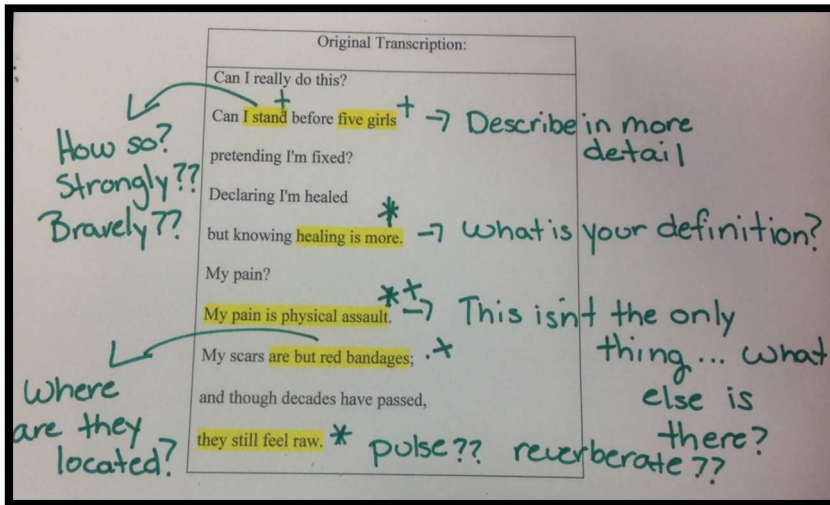 Original Transcription:
Can I really do this?
Can I stand before five girls
+ + → Describe in more
detail
How so?
Strongly??
Bravely??
pretending I'm fixed?
Declaring I'm healed
but knowing healing is more.
* → What is your definition?
My pain?
My pain is physical assault.
*+ → This isn't the only
thing... what
else is
there?
My scars are but red bandages;
.+
Where
are they
located?
and though decades have passed,
they still feel raw.
* pulse?? reverberate??